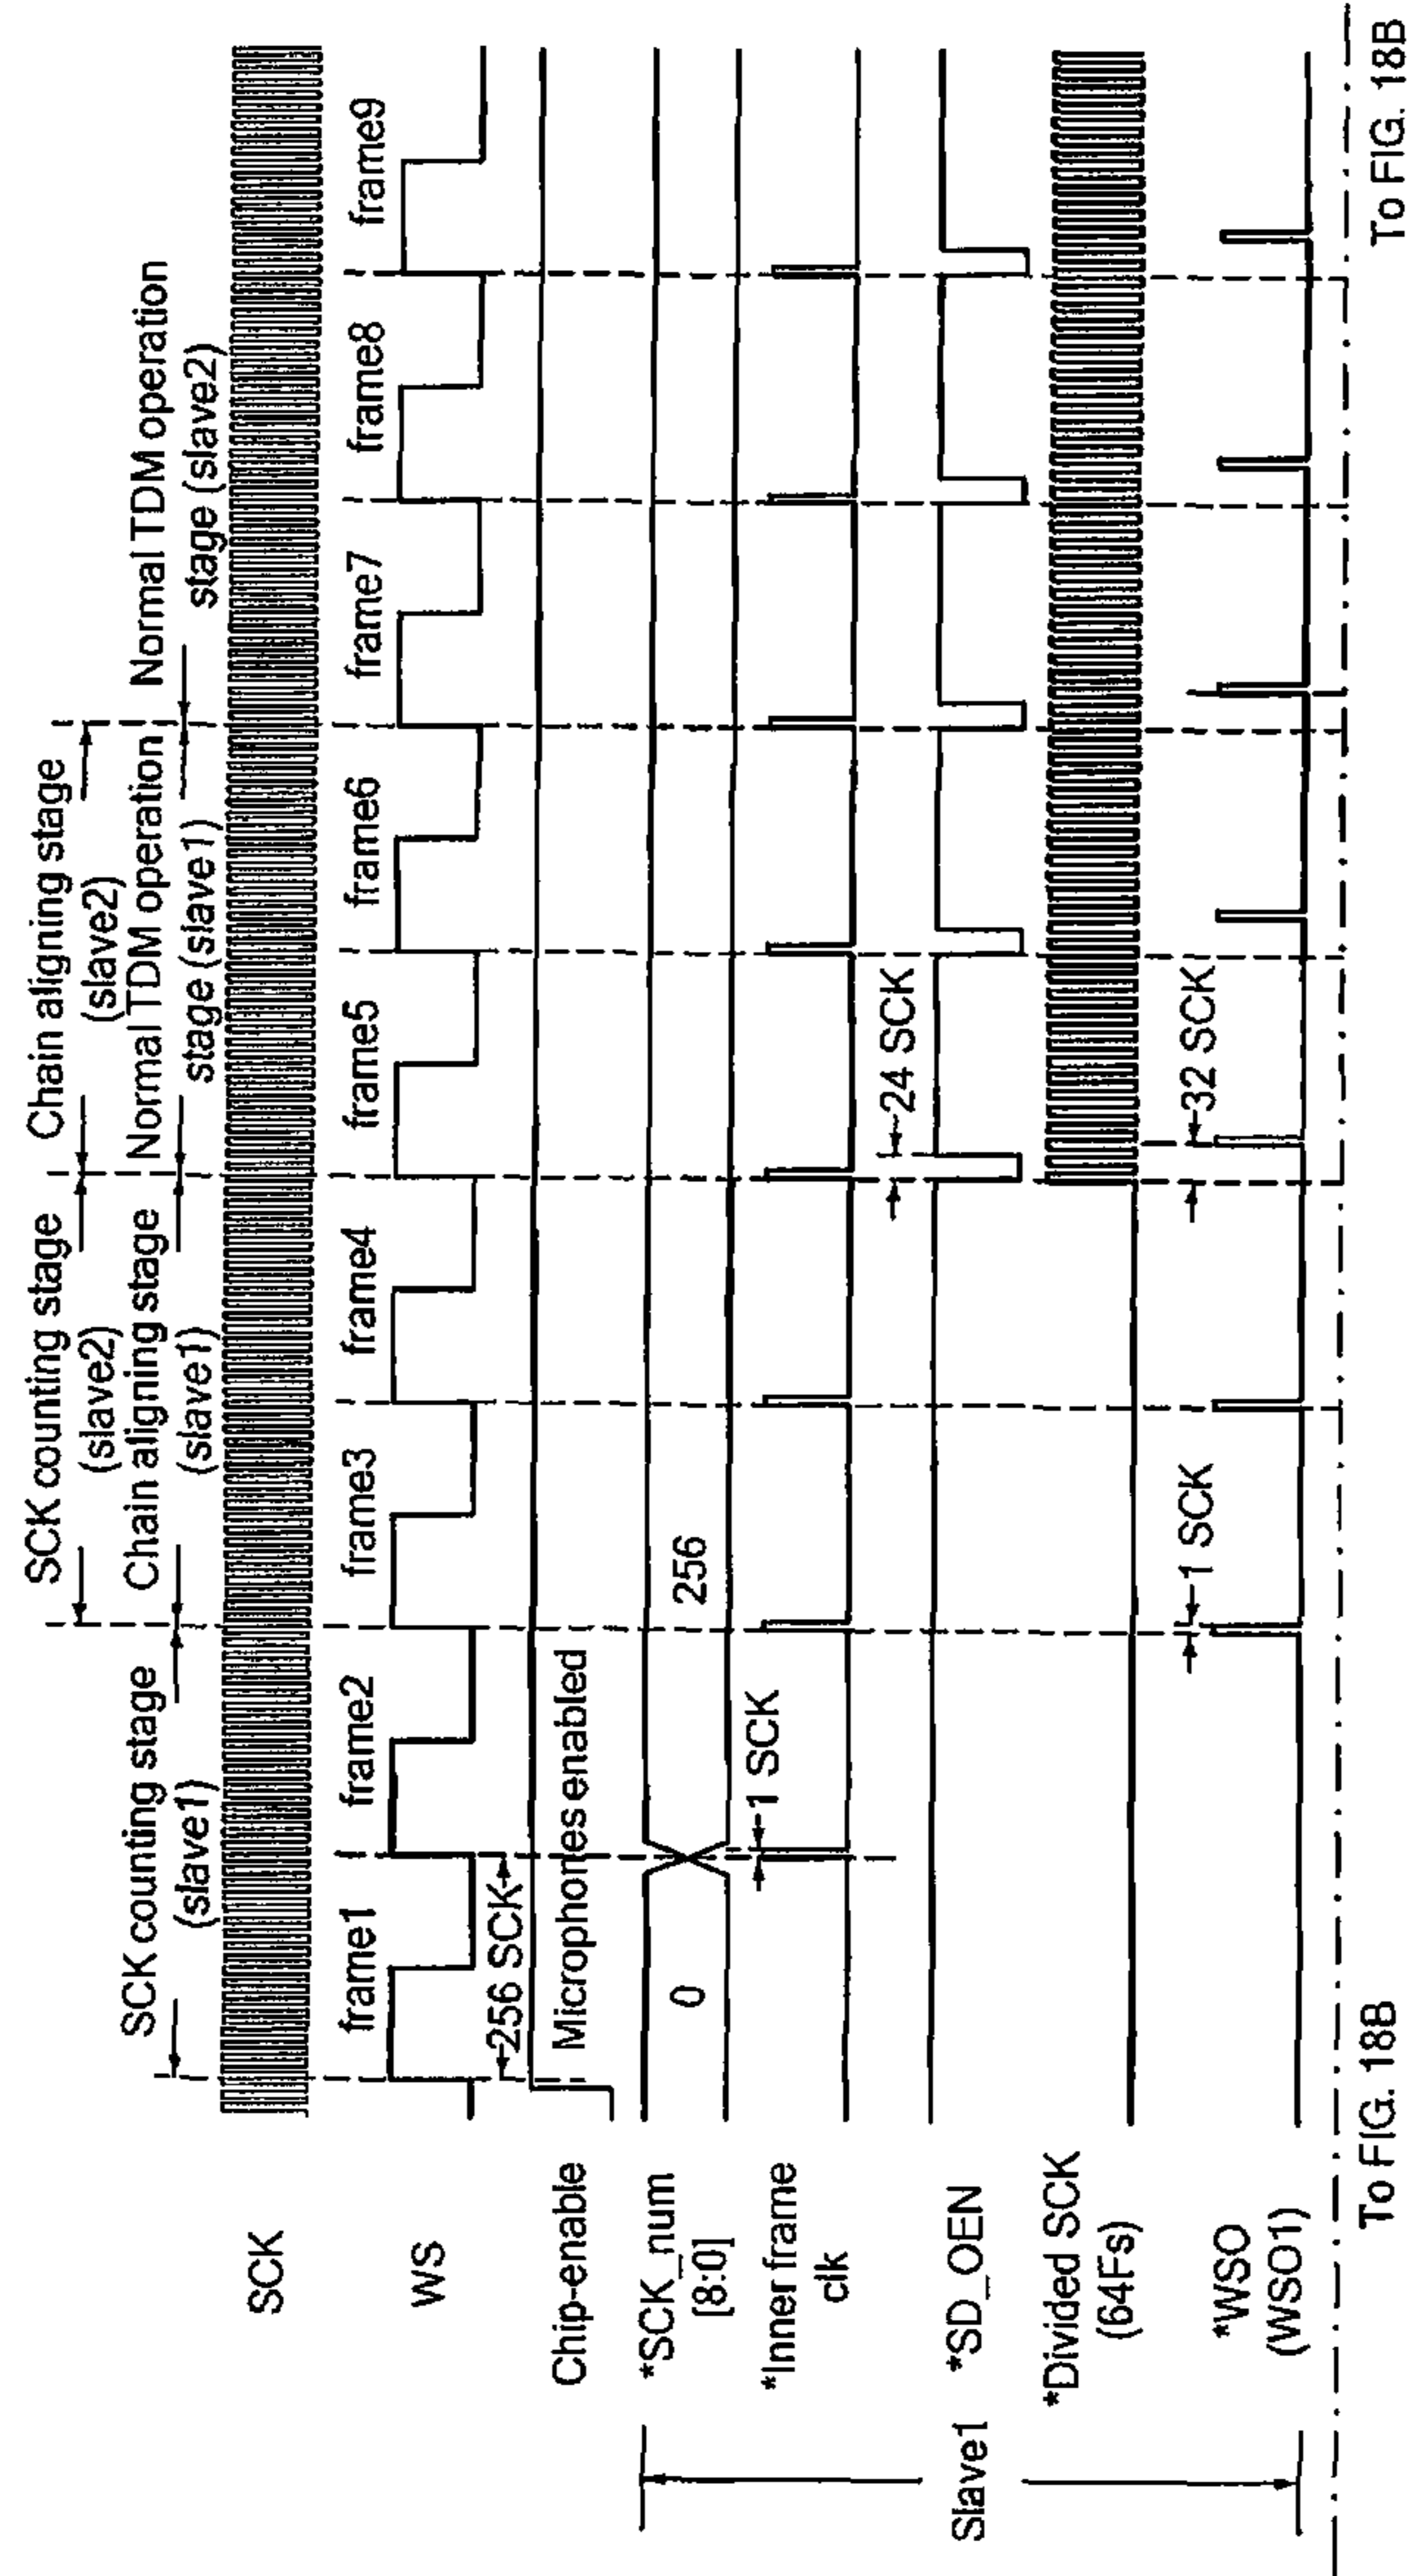 SCK counting stage
(slave2)
Chain aligning stage
(slave2)
SCK counting stage
(slave1)
Chain aligning stage
(slave1)
Normal TDM operation
stage (slave1)
Normal TDM operation
stage (slave2)
SCK
WS
frame1
frame2
frame3
frame4
frame5
frame6
frame7
frame8
frame9
256 SCK
Chip-enable
Microphones enabled
*SCK_num
[8:0]
0
256
*Inner frame
clk
1 SCK
*SD_OEN
24 SCK
*Divided SCK
(64Fs)
*WSO
(WSO1)
1 SCK
32 SCK
Slave1
To FIG. 18B
To FIG. 18B